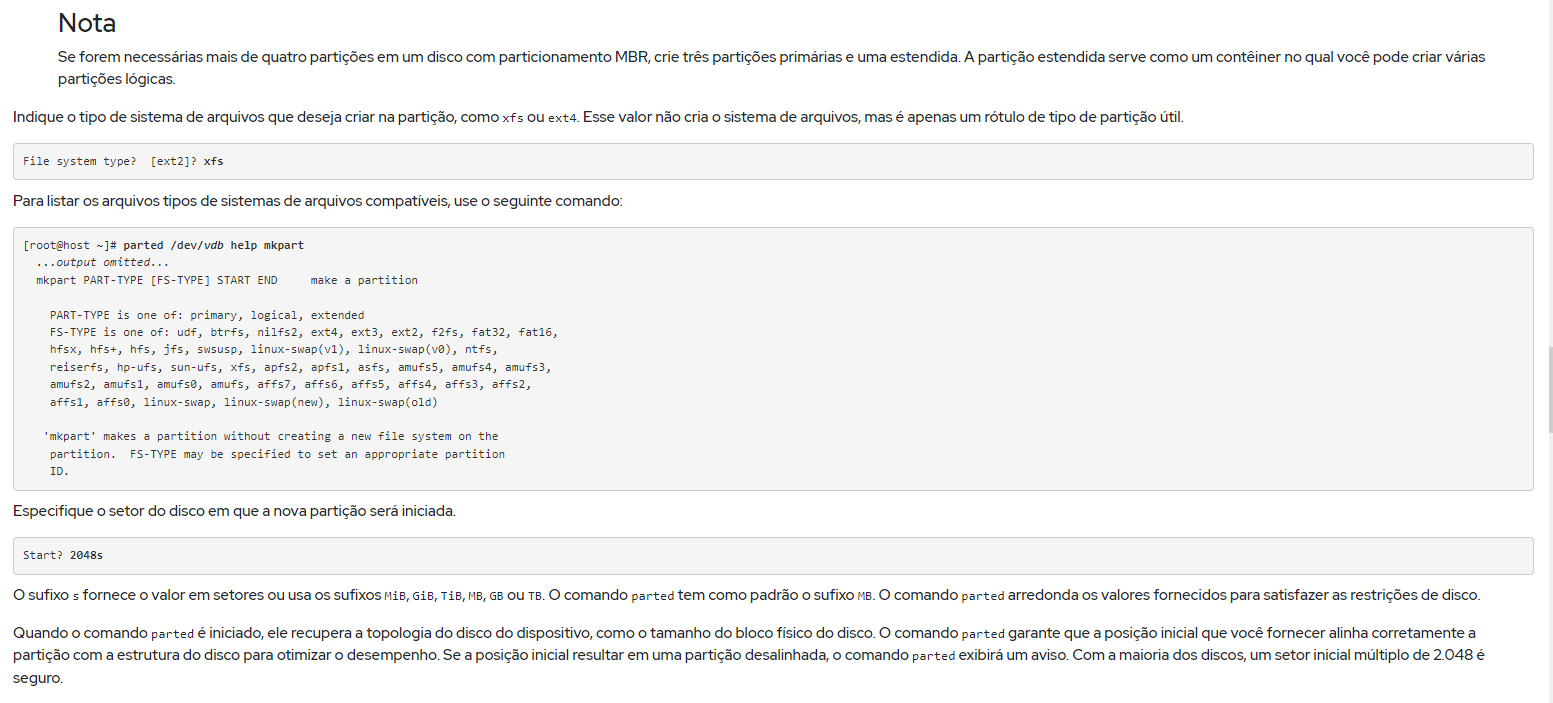 Nota
Se forem necessárias mais de quatro partições em um disco com particionamento MBR, crie três partições primárias e uma estendida. A partição estendida serve como um contêiner no qual você pode criar várias
partições lógicas.
Indique o tipo de sistema de arquivos que deseja criar na partição, como xfs ou ext4. Esse valor não cria o sistema de arquivos, mas é apenas um rótulo de tipo de partição útil.
File system type?  [ext2]? xfs
Para listar os arquivos tipos de sistemas de arquivos compatíveis, use o seguinte comando:
[root@host ~]# parted /dev/vdb help mkpart
...output omitted...
mkpart PART-TYPE [FS-TYPE] START END     make a partition
PART-TYPE is one of: primary, logical, extended
FS-TYPE is one of: udf, btrfs, nilfs2, ext4, ext3, ext2, f2fs, fat32, fat16,
hfsx, hfs+, hfs, jfs, swsusp, linux-swap(v1), linux-swap(v0), ntfs,
reiserfs, hp-ufs, sun-ufs, xfs, apfs2, apfs1, asfs, amufs5, amufs4, amufs3,
amufs2, amufs1, amufs0, amufs, affs7, affs6, affs5, affs4, affs3, affs2,
affs1, affs0, linux-swap, linux-swap(new), linux-swap(old)
'mkpart' makes a partition without creating a new file system on the
partition.  FS-TYPE may be specified to set an appropriate partition
ID.
Especifique o setor do disco em que a nova partição será iniciada.
Start? 2048s
O sufixo s fornece o valor em setores ou usa os sufixos MiB, GiB, TiB, MB, GB ou TB. O comando parted tem como padrão o sufixo MB. O comando parted arredonda os valores fornecidos para satisfazer as restrições de disco.
Quando o comando parted é iniciado, ele recupera a topologia do disco do dispositivo, como o tamanho do bloco físico do disco. O comando parted garante que a posição inicial que você fornecer alinha corretamente a
partição com a estrutura do disco para otimizar o desempenho. Se a posição inicial resultar em uma partição desalinhada, o comando parted exibirá um aviso. Com a maioria dos discos, um setor inicial múltiplo de 2.048 é
seguro.